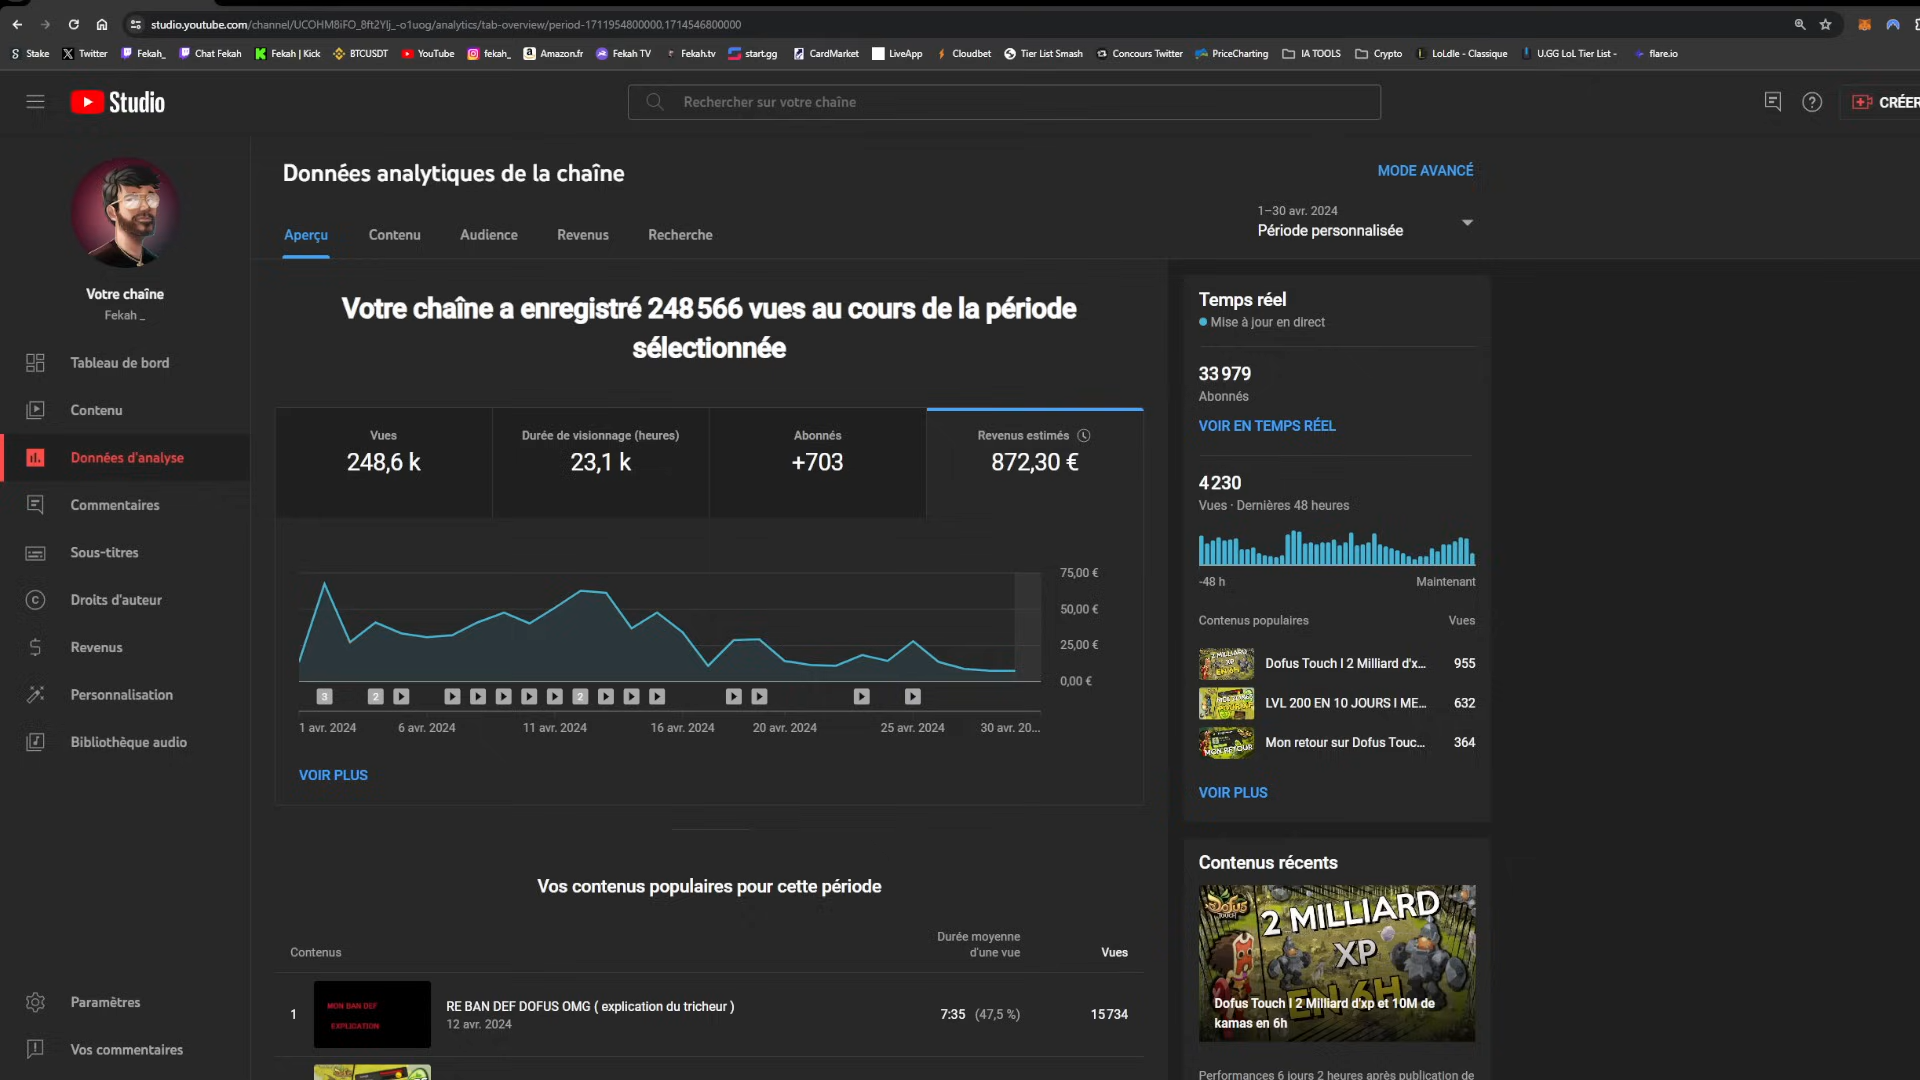 studio.youtube.com/channel/UCOHM8iFO_8ft2Ylj_-o1uog/analytics/tab-overview/period-1711954800000,1714546800000
Stake
Twitter
Fekah_
Chat Fekah
Fekah | Kick
BTCUSDT
YouTube
fekah_
Amazon.fr
Fekah TV
Fekah.tv
start.gg
CardMarket
LiveApp
Cloudbet
Tier List Smash
Concours Twitter
PriceCharting
IA TOOLS
Crypto
LoLdle - Classique
U.GG LoL Tier List -
flare.io
Studio
Rechercher sur votre chaîne
CRÉER
Votre chaîne
Fekah _
Tableau de bord
Contenu
Données d'analyse
Commentaires
Sous-titres
Droits d'auteur
Revenus
Personnalisation
Bibliothèque audio
Paramètres
Vos commentaires
Données analytiques de la chaîne
MODE AVANCÉ
Aperçu
Contenu
Audience
Revenus
Recherche
1–30 avr. 2024
Période personnalisée
Votre chaîne a enregistré 248 566 vues au cours de la période
sélectionnée
Vues
248,6 k
Durée de visionnage (heures)
23,1 k
Abonnés
+703
Revenus estimés
872,30 €
75,00 €
50,00 €
25,00 €
0,00 €
3
2
2
1 avr. 2024
6 avr. 2024
11 avr. 2024
16 avr. 2024
20 avr. 2024
25 avr. 2024
30 avr. 20...
VOIR PLUS
Vos contenus populaires pour cette période
Contenus
Durée moyenne
d'une vue
Vues
1
MON BAN DEF
EXPLICATION
RE BAN DEF DOFUS OMG ( explication du tricheur )
12 avr. 2024
7:35 (47,5 %)
15 734
Temps réel
Mise à jour en direct
33 979
Abonnés
VOIR EN TEMPS RÉEL
4 230
Vues · Dernières 48 heures
-48 h
Maintenant
Contenus populaires
Vues
Dofus Touch l 2 Milliard d'x...
955
LVL 200 EN 10 JOURS I ME...
632
Mon retour sur Dofus Touc...
364
VOIR PLUS
Contenus récents
DOFUS
TOUCH
2 MILLIARD
XP
EN 6H
Dofus Touch l 2 Milliard d'xp et 10M de
kamas en 6h
Performances 6 jours 2 heures après publication de